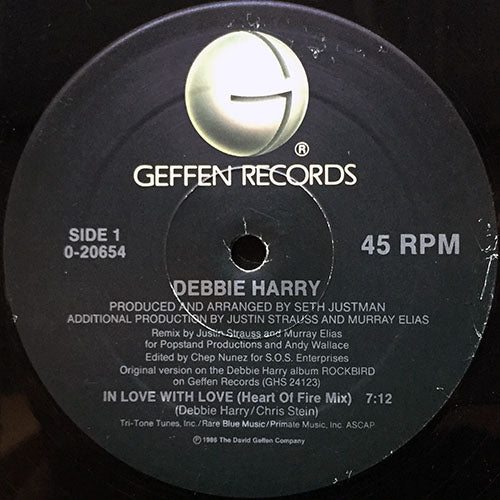 G
®
GEFFEN RECORDS
SIDE 1
0-20654
45 RPM
DEBBIE HARRY
PRODUCED AND ARRANGED BY SETH JUSTMAN
ADDITIONAL PRODUCTION BY JUSTIN STRAUSS AND MURRAY ELIAS
Remix by Justin Strauss and Murray Elias
for Popstand Productions and Andy Wallace
Edited by Chep Nunez for S.O.S. Enterprises
Original version on the Debbie Harry album ROCKBIRD
on Geffen Records (GHS 24123)
IN LOVE WITH LOVE (Heart Of Fire Mix) 7:12
(Debbie Harry/Chris Stein)
Tri-Tone Tunes, Inc./Rare Blue Music/Primate Music, Inc. ASCAP
℗ 1986 The David Geffen Company